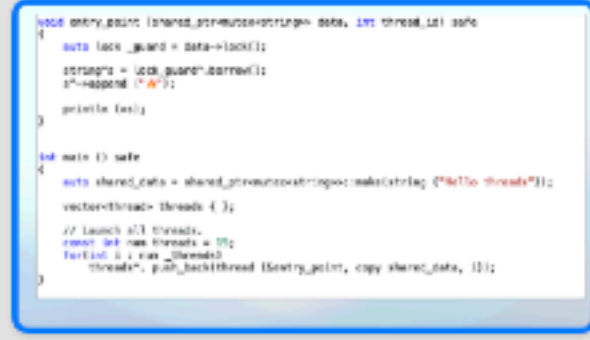 void entry_point (shared_ptr<mutex<string>> data, int thread_id) safe
{
auto lock_guard = data->lock();
string^s = lock_guard^.borrow();
s^->append ("🔥");
println (*s);
}
int main () safe
{
auto shared_data = shared_ptr<mutex<string>>::make(string ("Hello threads"));
vector<thread> threads { };
// Launch all threads.
const int num_threads = 15;
for(int i : num_threads)
threads^.push_back(thread (&entry_point, copy shared_data, i));
}